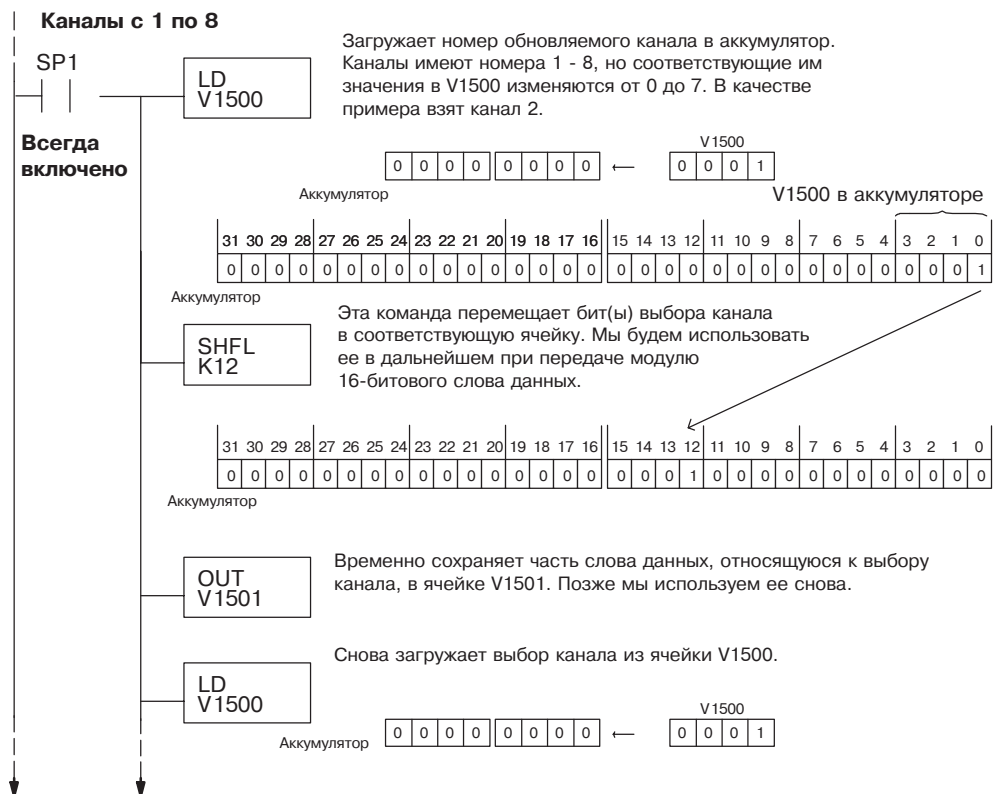 Каналы с 1 по 8
SP1
Всегда
включено
LD
V1500
Загружает номер обновляемого канала в аккумулятор.
Каналы имеют номера 1 - 8, но соответствующие им
значения в V1500 изменяются от 0 до 7. В качестве
примера взят канал 2.
V1500
0 0 0 0 0 0 0 0 ← 0 0 0 1
Аккумулятор
V1500 в аккумуляторе
31 30 29 28 27 26 25 24 23 22 21 20 19 18 17 16 15 14 13 12 11 10 9 8 7 6 5 4 3 2 1 0
0 0 0 0 0 0 0 0 0 0 0 0 0 0 0 0 0 0 0 0 0 0 0 0 0 0 0 0 0 0 0 1
Аккумулятор
SHFL
K12
Эта команда перемещает бит(ы) выбора канала
в соответствующую ячейку. Мы будем использовать
ее в дальнейшем при передаче модулю
16-битового слова данных.
31 30 29 28 27 26 25 24 23 22 21 20 19 18 17 16 15 14 13 12 11 10 9 8 7 6 5 4 3 2 1 0
0 0 0 0 0 0 0 0 0 0 0 0 0 0 0 0 0 0 0 1 0 0 0 0 0 0 0 0 0 0 0 0
Аккумулятор
OUT
V1501
Временно сохраняет часть слова данных, относящуюся к выбору
канала, в ячейке V1501. Позже мы используем ее снова.
Снова загружает выбор канала из ячейки V1500.
LD
V1500
V1500
Аккумулятор 0 0 0 0 0 0 0 0 ← 0 0 0 1